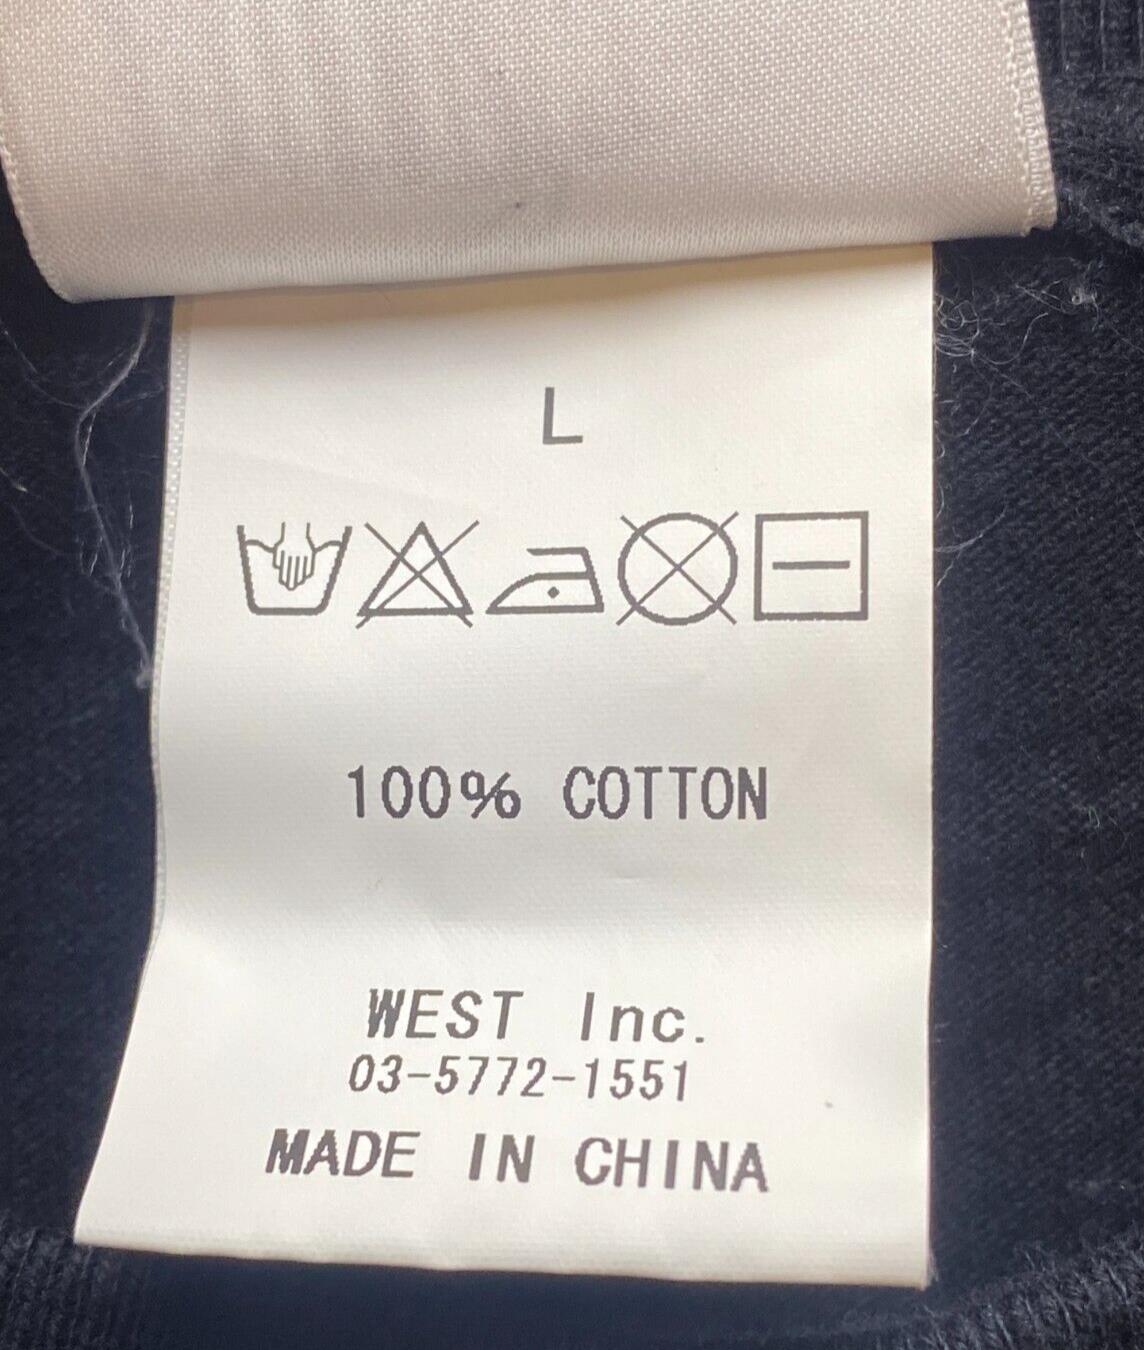 L
100% COTTON
WEST Inc.
03-5772-1551
MADE IN CHINA